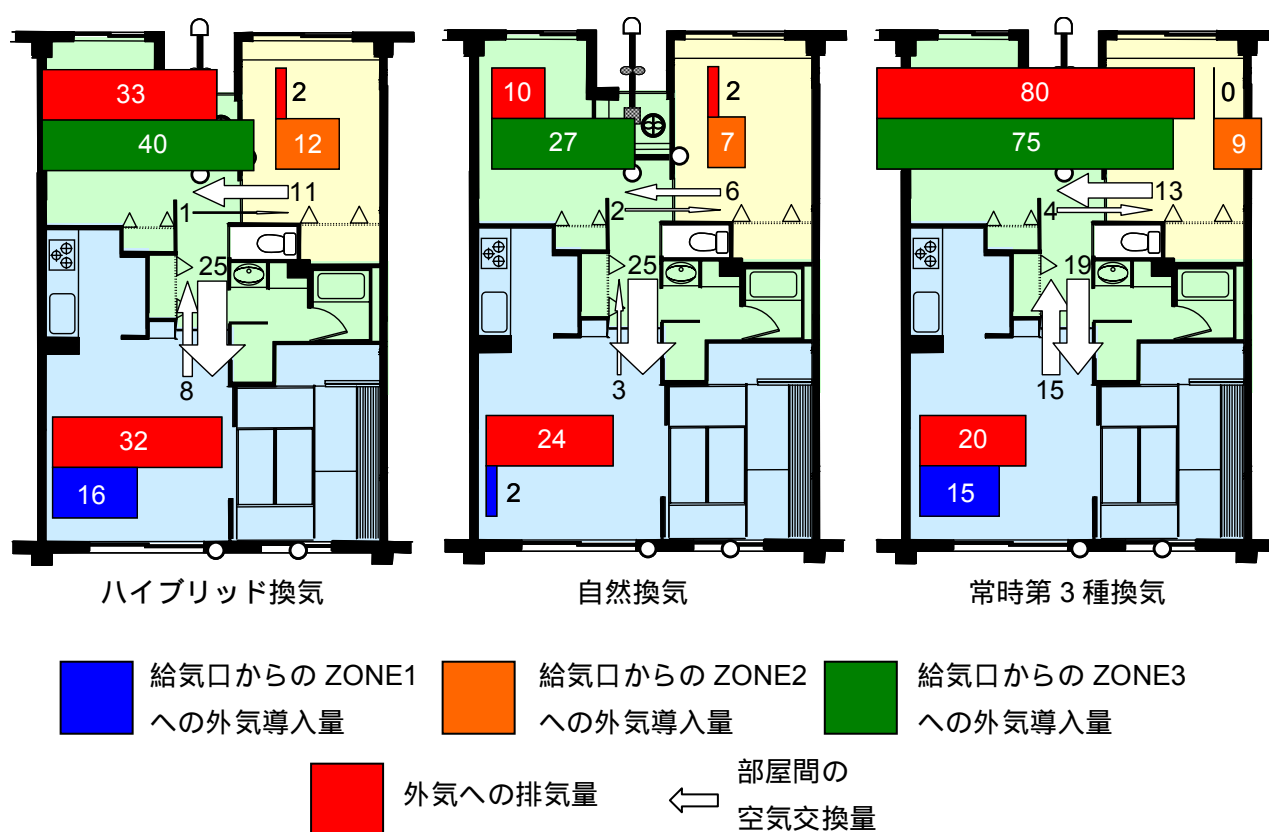 33
2
40
12
11
1
25
8
32
16
ハイブリッド換気
10
2
27
7
6
2
25
3
24
2
自然換気
80
0
75
9
13
4
19
15
20
15
常時第 3 種換気
給気口からの ZONE1
への外気導入量
給気口からの ZONE2
への外気導入量
給気口からの ZONE3
への外気導入量
外気への排気量
部屋間の
空気交換量